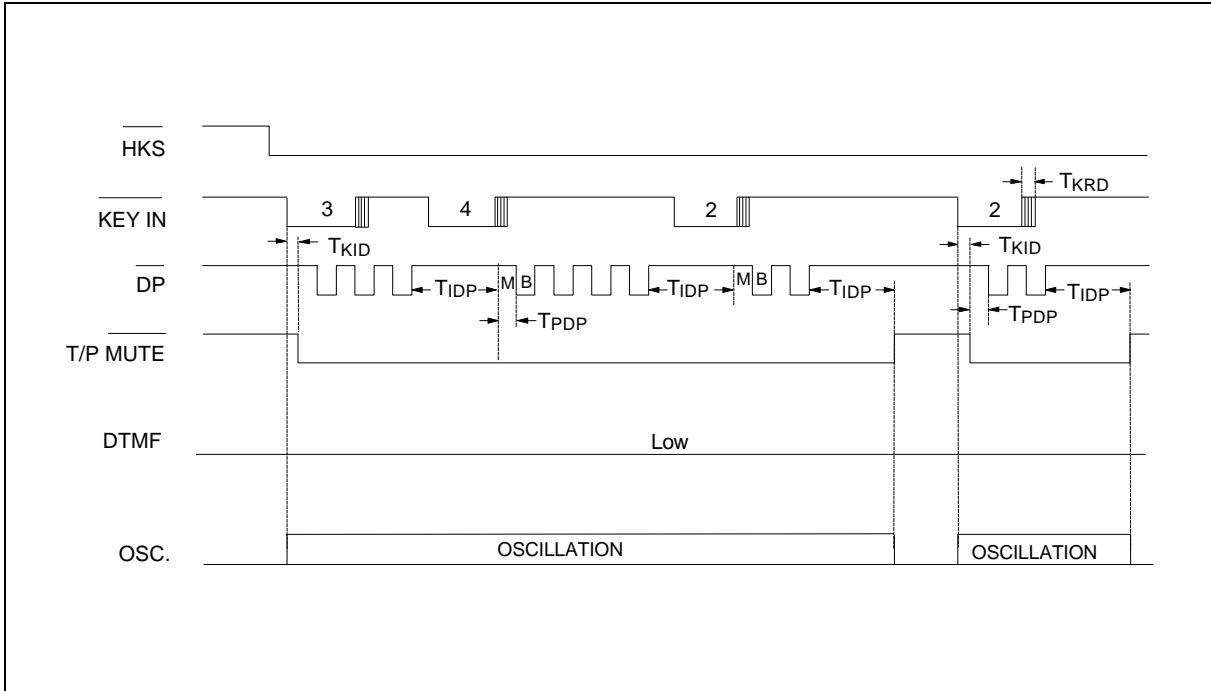 HKS
TKRD
KEY IN 3 4 2 2
TKID TKID
DP M B M B
TIDP TIDP TIDP TIDP
TPDP TPDP
T/P MUTE
DTMF Low
OSC. OSCILLATION OSCILLATION